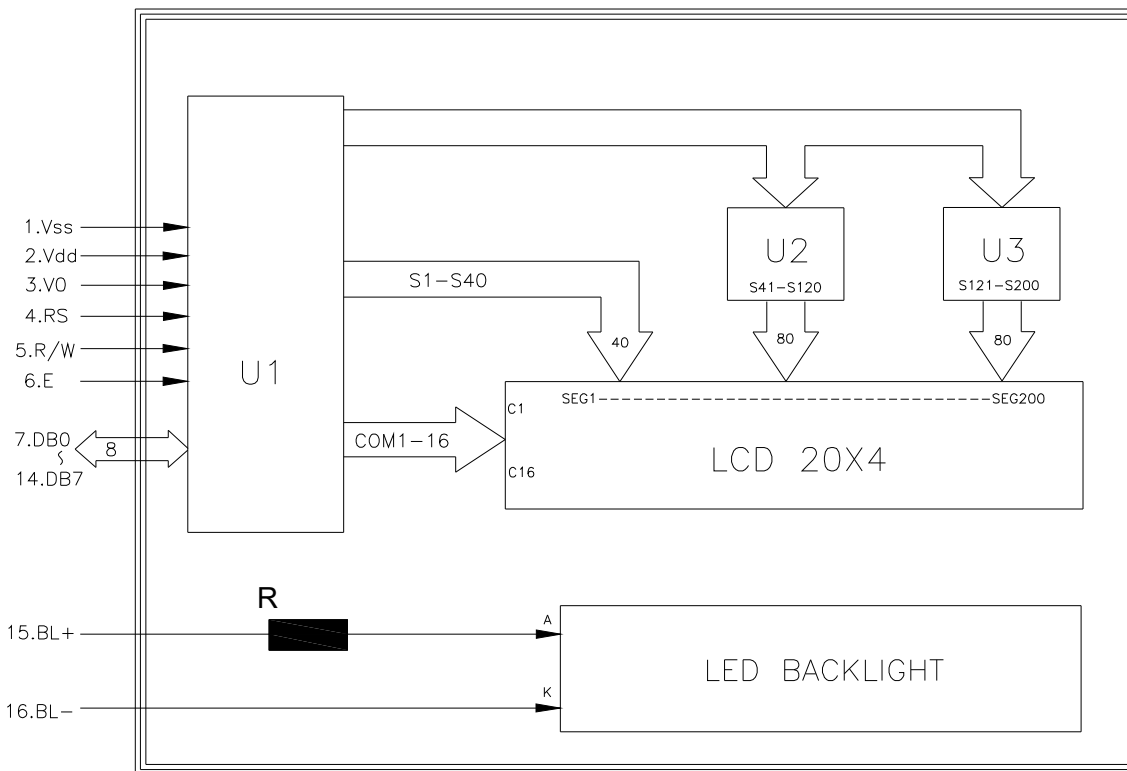 1.Vss
2.Vdd
3.VO
4.RS
5.R/W
6.E
7.DB0
~
14.DB7
8
U1
S1-S40
COM1-16
U2
S41-S120
U3
S121-S200
40
80
80
C1
C16
SEG1-----------------------------------SEG200
LCD 20X4
R
15.BL+
16.BL-
A
K
LED BACKLIGHT